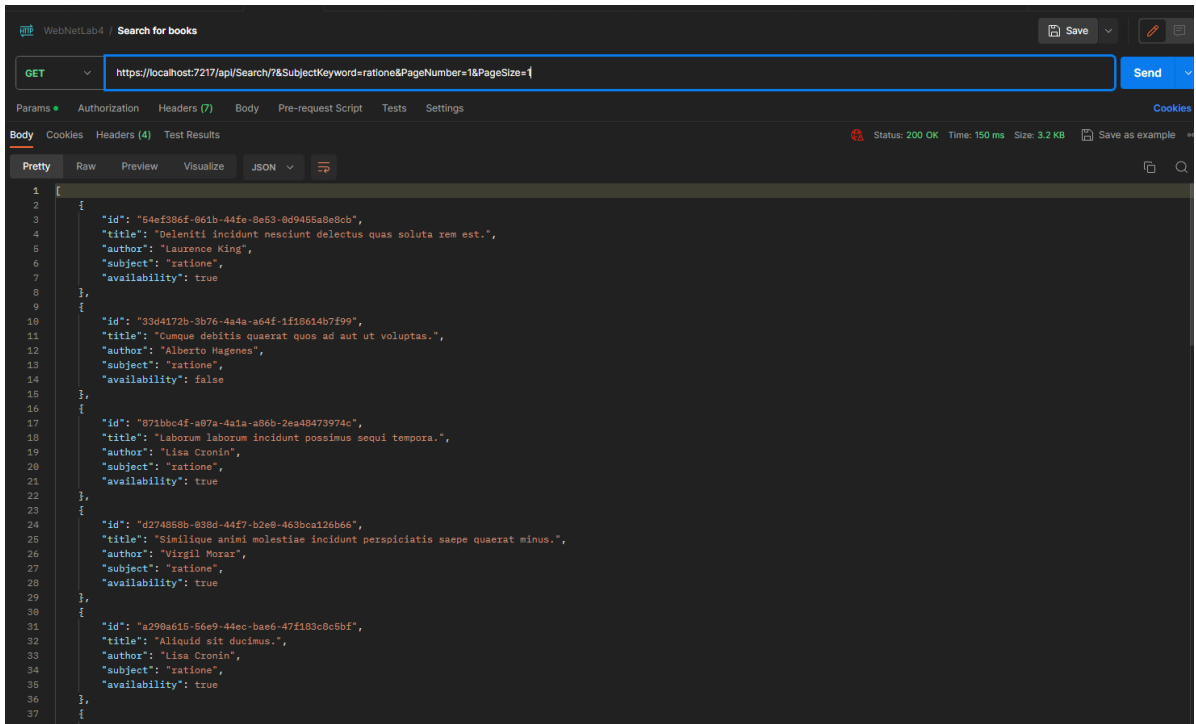 HTTP WebNetLab4 / Search for books Save
GET https://localhost:7217/api/Search/?&SubjectKeyword=ratione&PageNumber=1&PageSize=1 Send
Params Authorization Headers (7) Body Pre-request Script Tests Settings Cookies
Body Cookies Headers (4) Test Results Status: 200 OK Time: 150 ms Size: 3.2 KB Save as example
Pretty Raw Preview Visualize JSON
1 [
2 {
3 "id": "54ef386f-061b-44fe-8e53-0d9455a8e8cb",
4 "title": "Deleniti incidunt nesciunt delectus quas soluta rem est.",
5 "author": "Laurence King",
6 "subject": "ratione",
7 "availability": true
8 },
9 {
10 "id": "33d4172b-3b76-4a4a-a64f-1f18614b7f99",
11 "title": "Cumque debitis quaerat quos ad aut ut voluptas.",
12 "author": "Alberto Hagenes",
13 "subject": "ratione",
14 "availability": false
15 },
16 {
17 "id": "871bbc4f-a07a-4a1a-a86b-2ea48473974c",
18 "title": "Laborum laborum incidunt possimus sequi tempora.",
19 "author": "Lisa Cronin",
20 "subject": "ratione",
21 "availability": true
22 },
23 {
24 "id": "d274858b-038d-44f7-b2e0-463bca126b66",
25 "title": "Similique animi molestiae incidunt perspiciatis saepe quaerat minus.",
26 "author": "Virgil Morar",
27 "subject": "ratione",
28 "availability": true
29 },
30 {
31 "id": "a290a615-56e9-44ec-bae6-47f183c8c5bf",
32 "title": "Aliquid sit ducimus.",
33 "author": "Lisa Cronin",
34 "subject": "ratione",
35 "availability": true
36 },
37 {